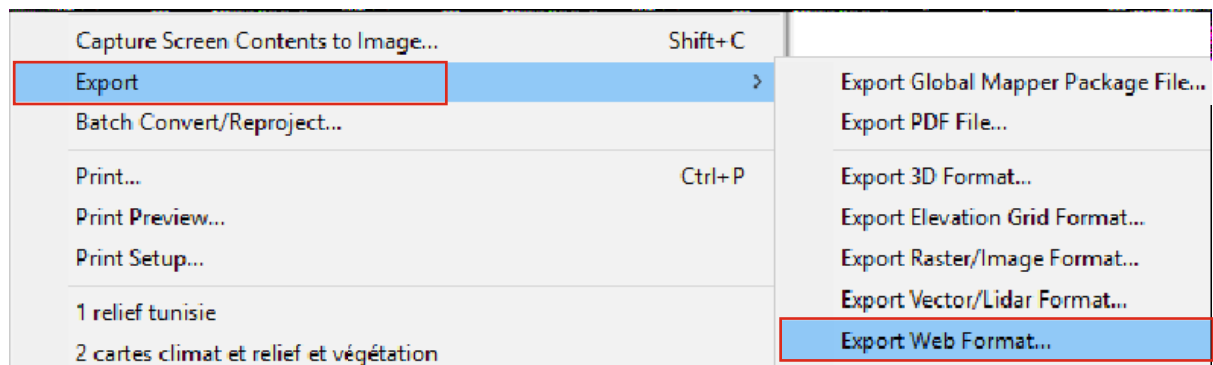 Capture Screen Contents to Image... Shift+C
Export
Batch Convert/Reproject...
Print... Ctrl+P
Print Preview...
Print Setup...
1 relief tunisie
2 cartes climat et relief et végétation
Export Global Mapper Package File...
Export PDF File...
Export 3D Format...
Export Elevation Grid Format...
Export Raster/Image Format...
Export Vector/Lidar Format...
Export Web Format...